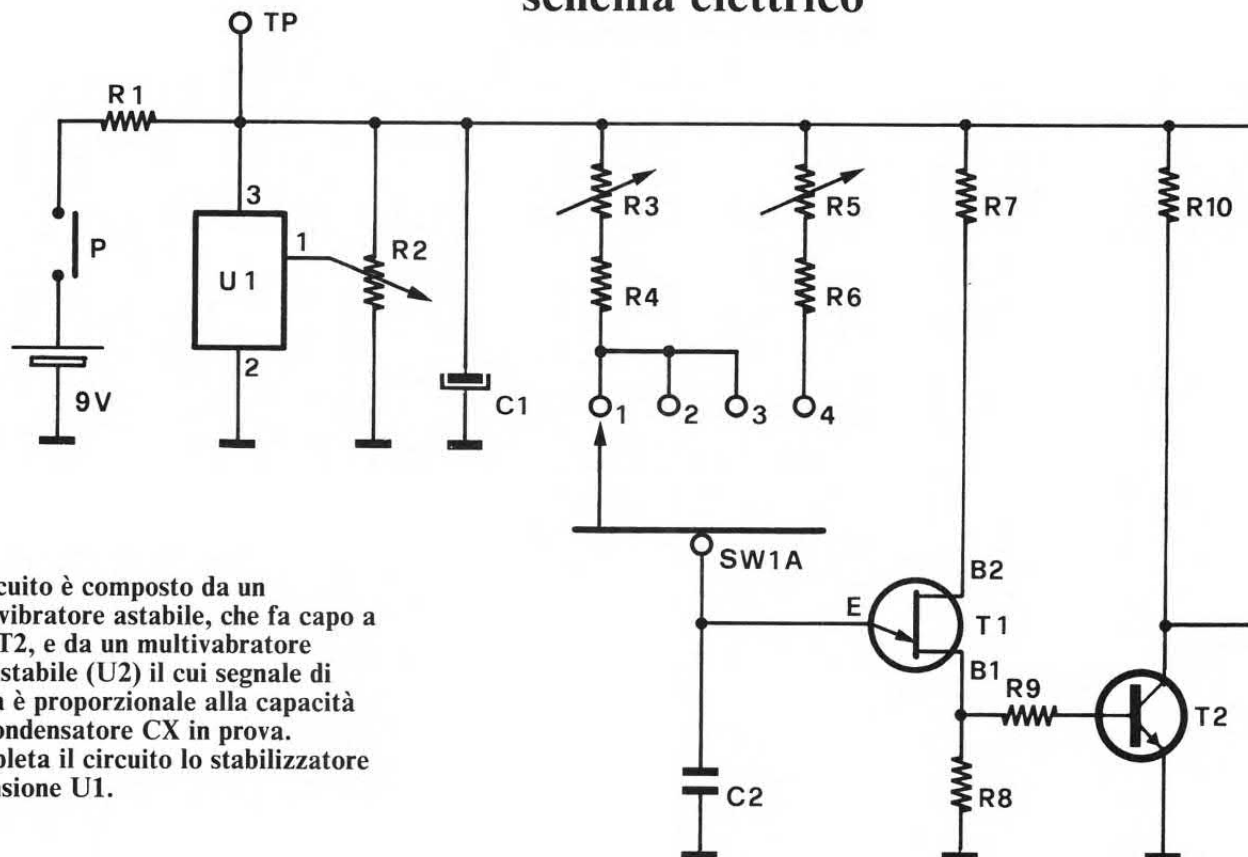 schema elettrico
TP
R1
3
P
1
R2
U1
2
9V
C1
R3
R4
R5
R6
R7
R10
1
2
3
4
SW1A
B2
E
T1
B1
R9
T2
R8
C2
cuito è composto da un
vibratore astabile, che fa capo a
T2, e da un multivabratore
stabile (U2) il cui segnale di
a è proporzionale alla capacità
ondensatore CX in prova.
pleta il circuito lo stabilizzatore
sione U1.